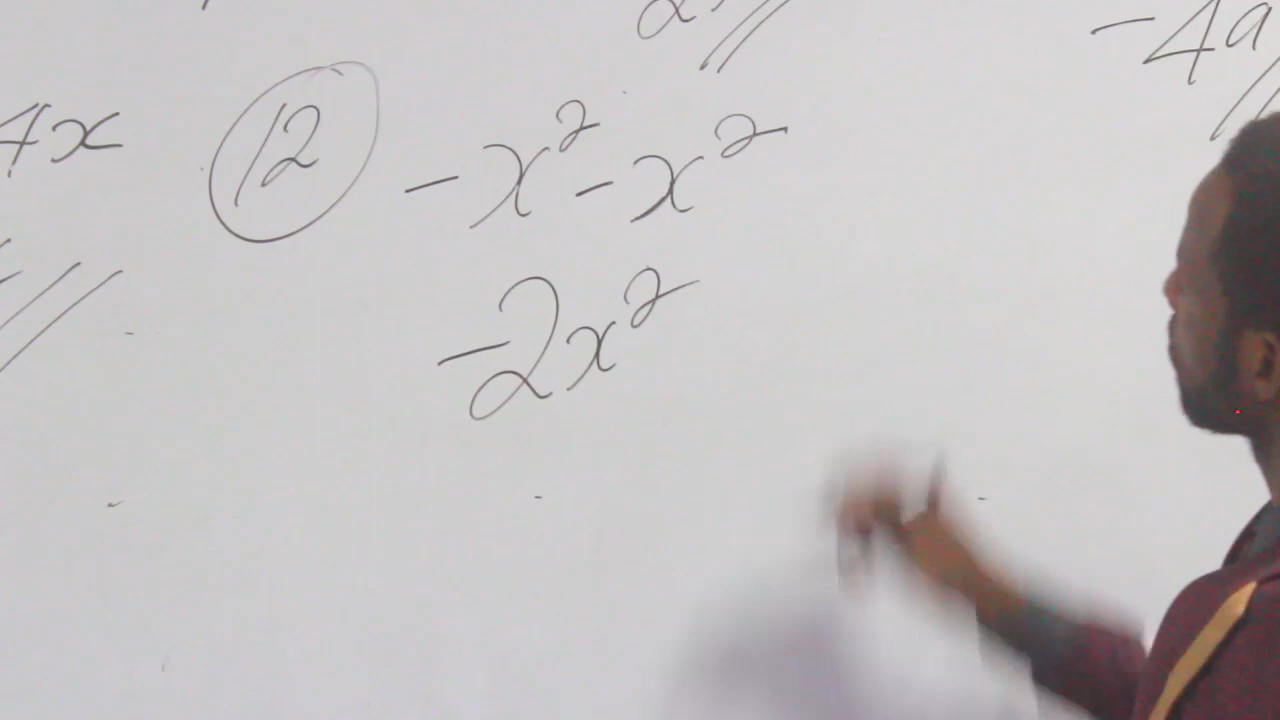 -4a
4x
(12) -x² - x²
-2x²